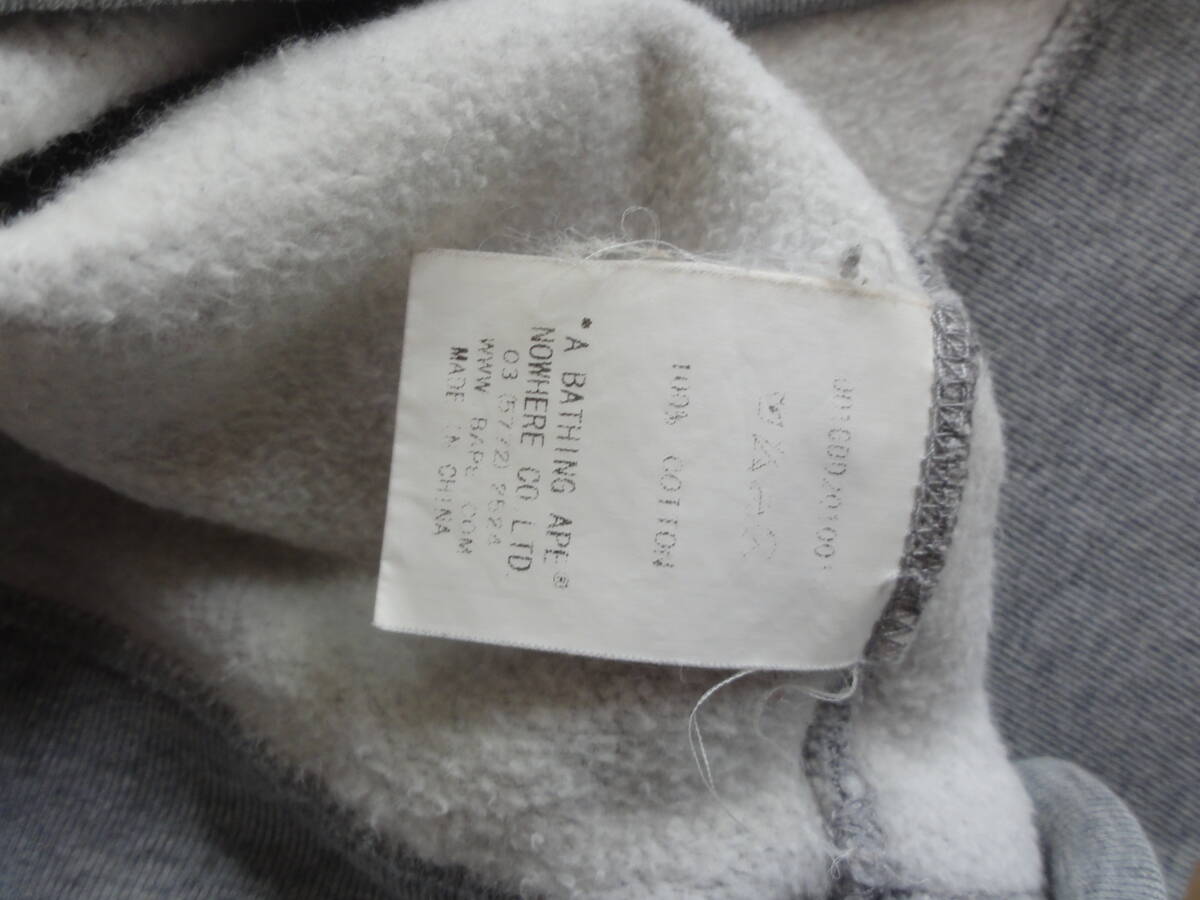 100% COTTON
*A BATHING APE®
NOWHERE CO LTD.
03 (5772) 2524
WWW BAPE COM
MADE IN CHINA